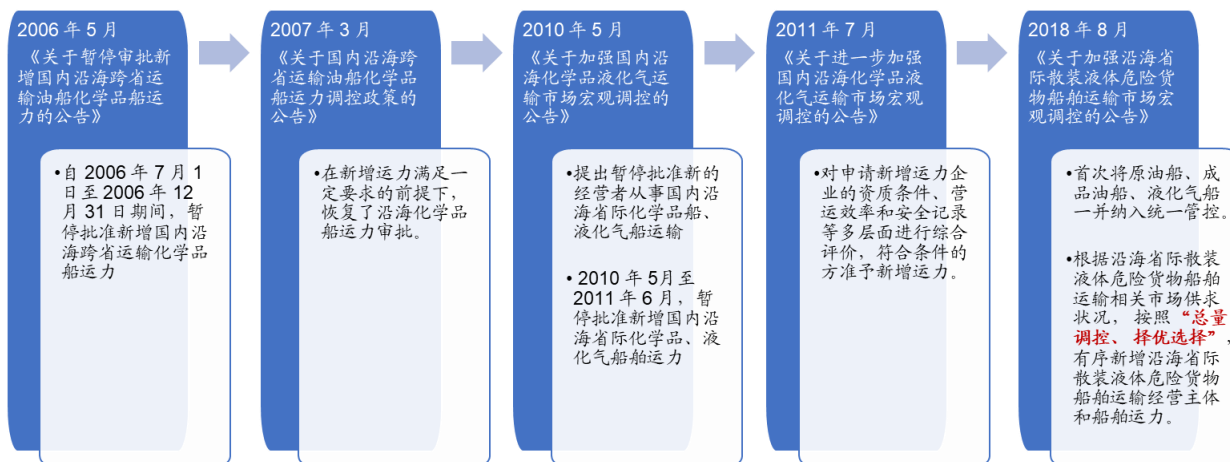 2006 年 5 月
《关于暂停审批新
增国内沿海跨省运
输油船化学品船运
力的公告》
•自 2006 年 7 月 1
日至 2006 年 12
月 31 日期间，暂
停批准新增国内沿
海跨省运输化学品
船运力
2007 年 3 月
《关于国内沿海跨
省运输油船化学品
船运力调控政策的
公告》
•在新增运力满足一
定要求的前提下，
恢复了沿海化学品
船运力审批。
2010 年 5 月
《关于加强国内沿
海化学品液化气运
输市场宏观调控的
公告》
•提出暂停批准新的
经营者从事国内沿
海省际化学品船、
液化气船运输
•2010 年 5月至
2011 年 6 月，暂
停批准新增国内沿
海省际化学品、液
化气船舶运力
2011 年 7 月
《关于进一步加强
国内沿海化学品液
化气运输市场宏观
调控的公告》
•对申请新增运力企
业的资质条件、营
运效率和安全记录
等多层面进行综合
评价，符合条件的
方准予新增运力。
2018 年 8 月
《关于加强沿海省
际散装液体危险货
物船舶运输市场宏
观调控的公告》
•首次将原油船、成
品油船、液化气船
一并纳入统一管控。
•根据沿海省际散装
液体危险货物船舶
运输相关市场供求
状况，按照“总量
调控、择优选择”，
有序新增沿海省际
散装液体危险货物
船舶运输经营主体
和船舶运力。